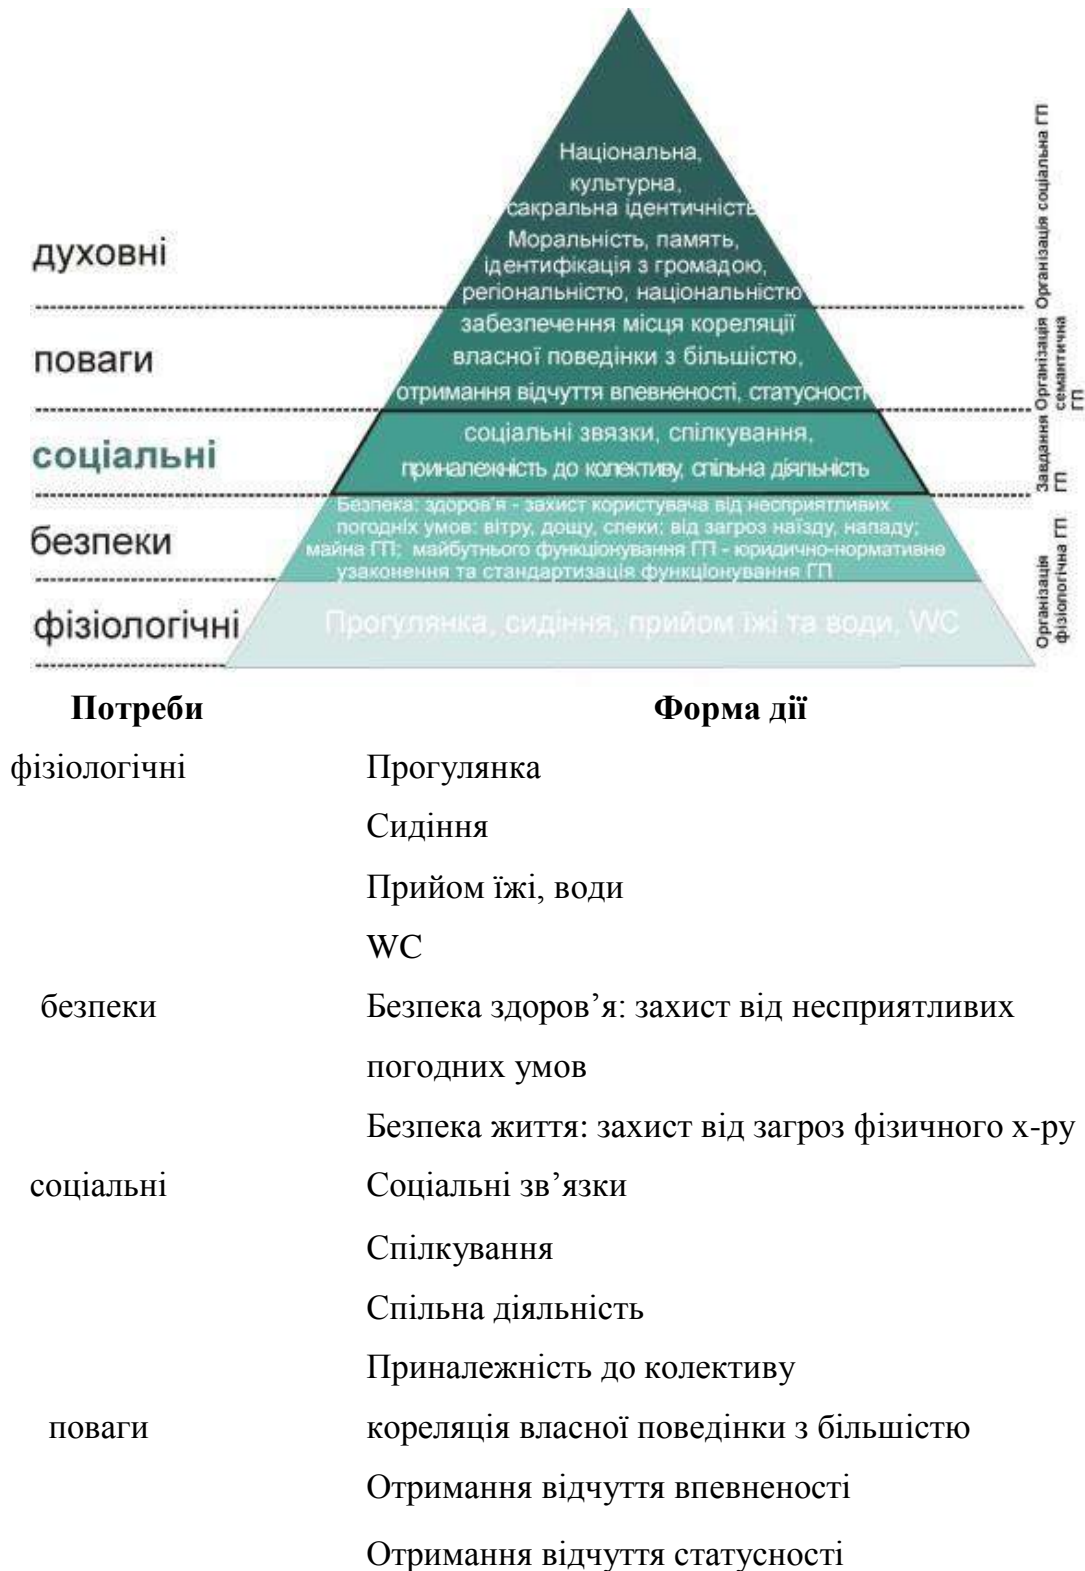 Національна,
культурна,
сакральна ідентичність
Моральність, память,
ідентифікація з громадою,
регіональністю, національністю
духовні
забезпечення місця кореляції
власної поведінки з більшістю,
отримання відчуття впевненості, статусності
поваги
соціальні звязки, спілкування,
приналежність до колективу, спільна діяльність
соціальні
Безпека: здоров'я - захист користувача від несприятливих
погодніх умов: вітру, дощу, спеки; від загроз наїзду, нападу;
майна ГП; майбутнього функціонування ГП - юридично-нормативне
узаконення та стандартизація функціонування ГП
безпеки
Прогулянка, сидіння, прийом їжі та води, WC
фізіологічні
Організація соціальна ГП
Організація
семантична
ГП
Завдання
ГП
Організація
фізіологічна ГП
Потреби Форма дії
фізіологічні Прогулянка
Сидіння
Прийом їжі, води
WC
безпеки Безпека здоров’я: захист від несприятливих
погодних умов
Безпека життя: захист від загроз фізичного х-ру
соціальні Соціальні зв’язки
Спілкування
Спільна діяльність
Приналежність до колективу
поваги кореляція власної поведінки з більшістю
Отримання відчуття впевненості
Отримання відчуття статусності